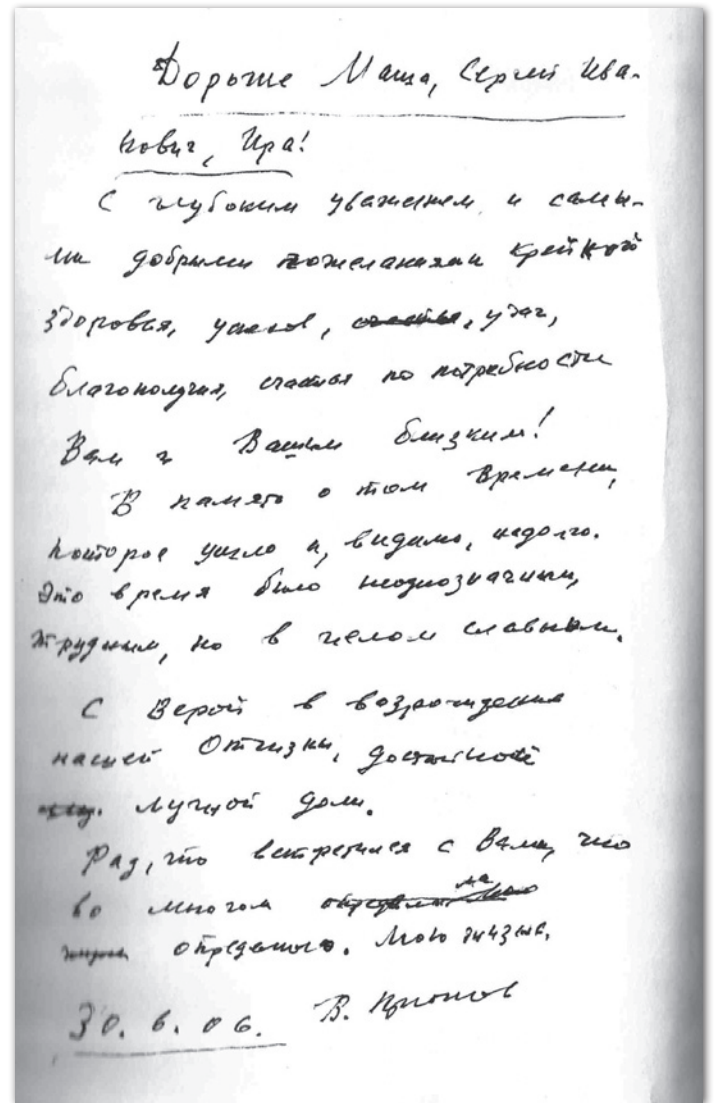 Дорогие Маша, Сергей Ива-
нович, Ира!
С глубоким уважением и самы-
ми добрыми пожеланиями крепкого
здоровья, успехов, счастья, удач,
благополучия, счастья по потребности
Вам и Вашим близким!
В память о том времени,
которое ушло и, видимо, надолго.
Это время было неоднозначным,
трудным, но в целом славным.
С Верой в возрождение
нашей Отчизны, достойной
лучшей доли.
Рад, что встретился с Вами, что
во многом
определило. Мою жизнь.
30.6.06. В.